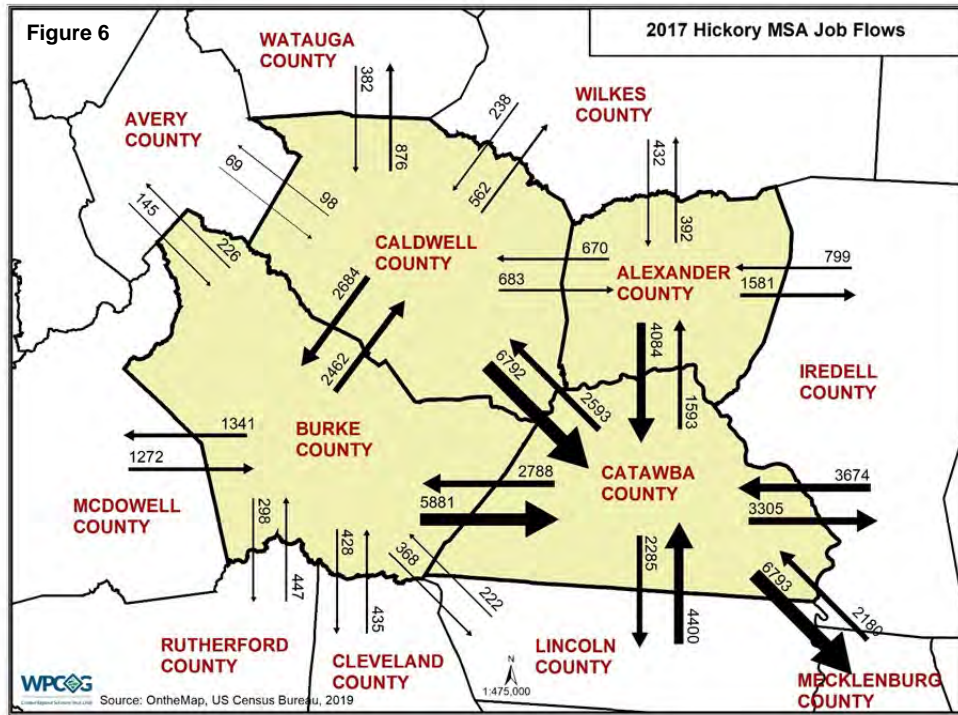 Figure 6
2017 Hickory MSA Job Flows
WATAUGA
COUNTY
WILKES
COUNTY
AVERY
COUNTY
382
876
238
562
432
392
69
98
145
226
CALDWELL
COUNTY
670
683
ALEXANDER
COUNTY
799
1581
2684
2462
4084
1593
6792
2593
IREDELL
COUNTY
BURKE
COUNTY
1341
1272
2788
5881
CATAWBA
COUNTY
3674
3305
MCDOWELL
COUNTY
298
447
428
435
368
222
2285
4400
6793
2180
RUTHERFORD
COUNTY
CLEVELAND
COUNTY
LINCOLN
COUNTY
MECKLENBURG
COUNTY
N
1:475,000
WPCOG
Source: OntheMap, US Census Bureau, 2019